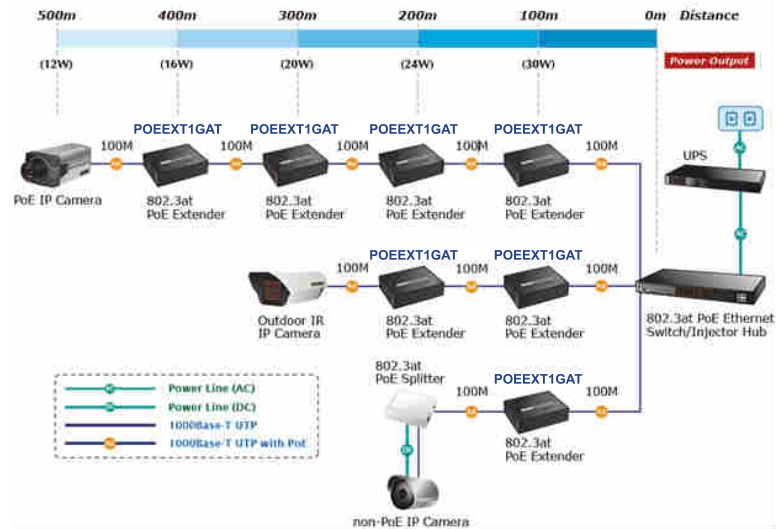 500m 400m 300m 200m 100m 0m Distance
(12W) (16W) (20W) (24W) (30W) Power Output
POEEXT1GAT POEEXT1GAT POEEXT1GAT POEEXT1GAT
100M 100M 100M 100M 100M
UPS
AC
PoE IP Camera
802.3at
PoE Extender
802.3at
PoE Extender
802.3at
PoE Extender
802.3at
PoE Extender
AC
POEEXT1GAT POEEXT1GAT
100M 100M 100M
Outdoor IR
IP Camera
802.3at
PoE Extender
802.3at
PoE Extender
802.3at PoE Ethernet
Switch/Injector Hub
802.3at
PoE Splitter
POEEXT1GAT
100M 100M
802.3at
PoE Extender
non-PoE IP Camera
Power Line (AC)
Power Line (DC)
1000Base-T UTP
1000Base-T UTP with PoE